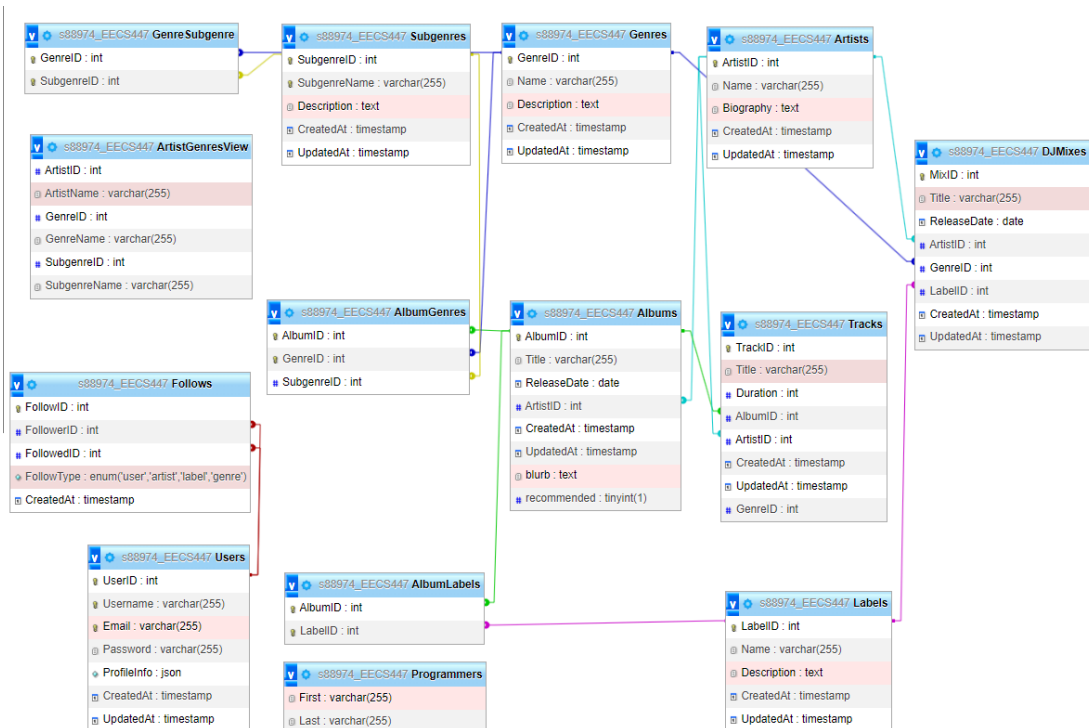 s88974_EECS447 GenreSubgenre
GenreID : int
SubgenreID : int
s88974_EECS447 Subgenres
SubgenreID : int
SubgenreName : varchar(255)
Description : text
CreatedAt : timestamp
UpdatedAt : timestamp
s88974_EECS447 Genres
GenreID : int
Name : varchar(255)
Description : text
CreatedAt : timestamp
UpdatedAt : timestamp
s88974_EECS447 Artists
ArtistID : int
Name : varchar(255)
Biography : text
CreatedAt : timestamp
UpdatedAt : timestamp
s88974_EECS447 ArtistGenresView
ArtistID : int
ArtistName : varchar(255)
GenreID : int
GenreName : varchar(255)
SubgenreID : int
SubgenreName : varchar(255)
s88974_EECS447 DJMixes
MixID : int
Title : varchar(255)
ReleaseDate : date
ArtistID : int
GenreID : int
LabelID : int
CreatedAt : timestamp
UpdatedAt : timestamp
s88974_EECS447 AlbumGenres
AlbumID : int
GenreID : int
SubgenreID : int
s88974_EECS447 Albums
AlbumID : int
Title : varchar(255)
ReleaseDate : date
ArtistID : int
CreatedAt : timestamp
UpdatedAt : timestamp
blurb : text
recommended : tinyint(1)
s88974_EECS447 Tracks
TrackID : int
Title : varchar(255)
Duration : int
AlbumID : int
ArtistID : int
CreatedAt : timestamp
UpdatedAt : timestamp
GenreID : int
s88974_EECS447 Follows
FollowID : int
FollowerID : int
FollowedID : int
FollowType : enum('user','artist','label','genre')
CreatedAt : timestamp
s88974_EECS447 Users
UserID : int
Username : varchar(255)
Email : varchar(255)
Password : varchar(255)
ProfileInfo : json
CreatedAt : timestamp
UpdatedAt : timestamp
s88974_EECS447 AlbumLabels
AlbumID : int
LabelID : int
s88974_EECS447 Labels
LabelID : int
Name : varchar(255)
Description : text
CreatedAt : timestamp
UpdatedAt : timestamp
s88974_EECS447 Programmers
First : varchar(255)
Last : varchar(255)